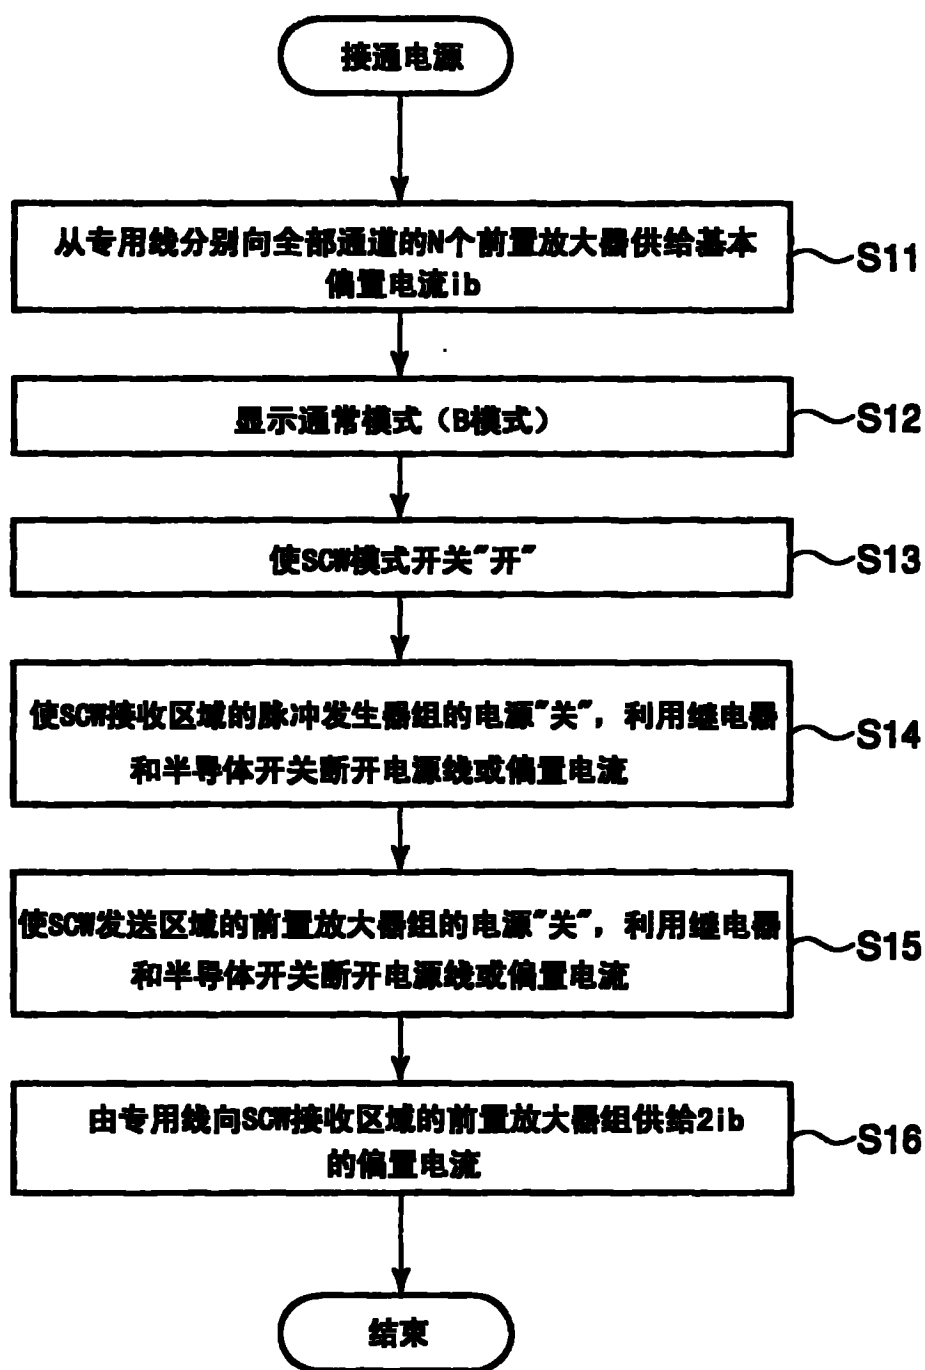 接通电源
从专用线分别向全部通道的N个前置放大器供给基本
偏置电流ib
S11
显示通常模式（B模式）
S12
使SCW模式开关"开"
S13
使SCW接收区域的脉冲发生器组的电源"关"，利用继电器
和半导体开关断开电源线或偏置电流
S14
使SCW发送区域的前置放大器组的电源"关"，利用继电器
和半导体开关断开电源线或偏置电流
S15
由专用线向SCW接收区域的前置放大器组供给2ib
的偏置电流
S16
结束